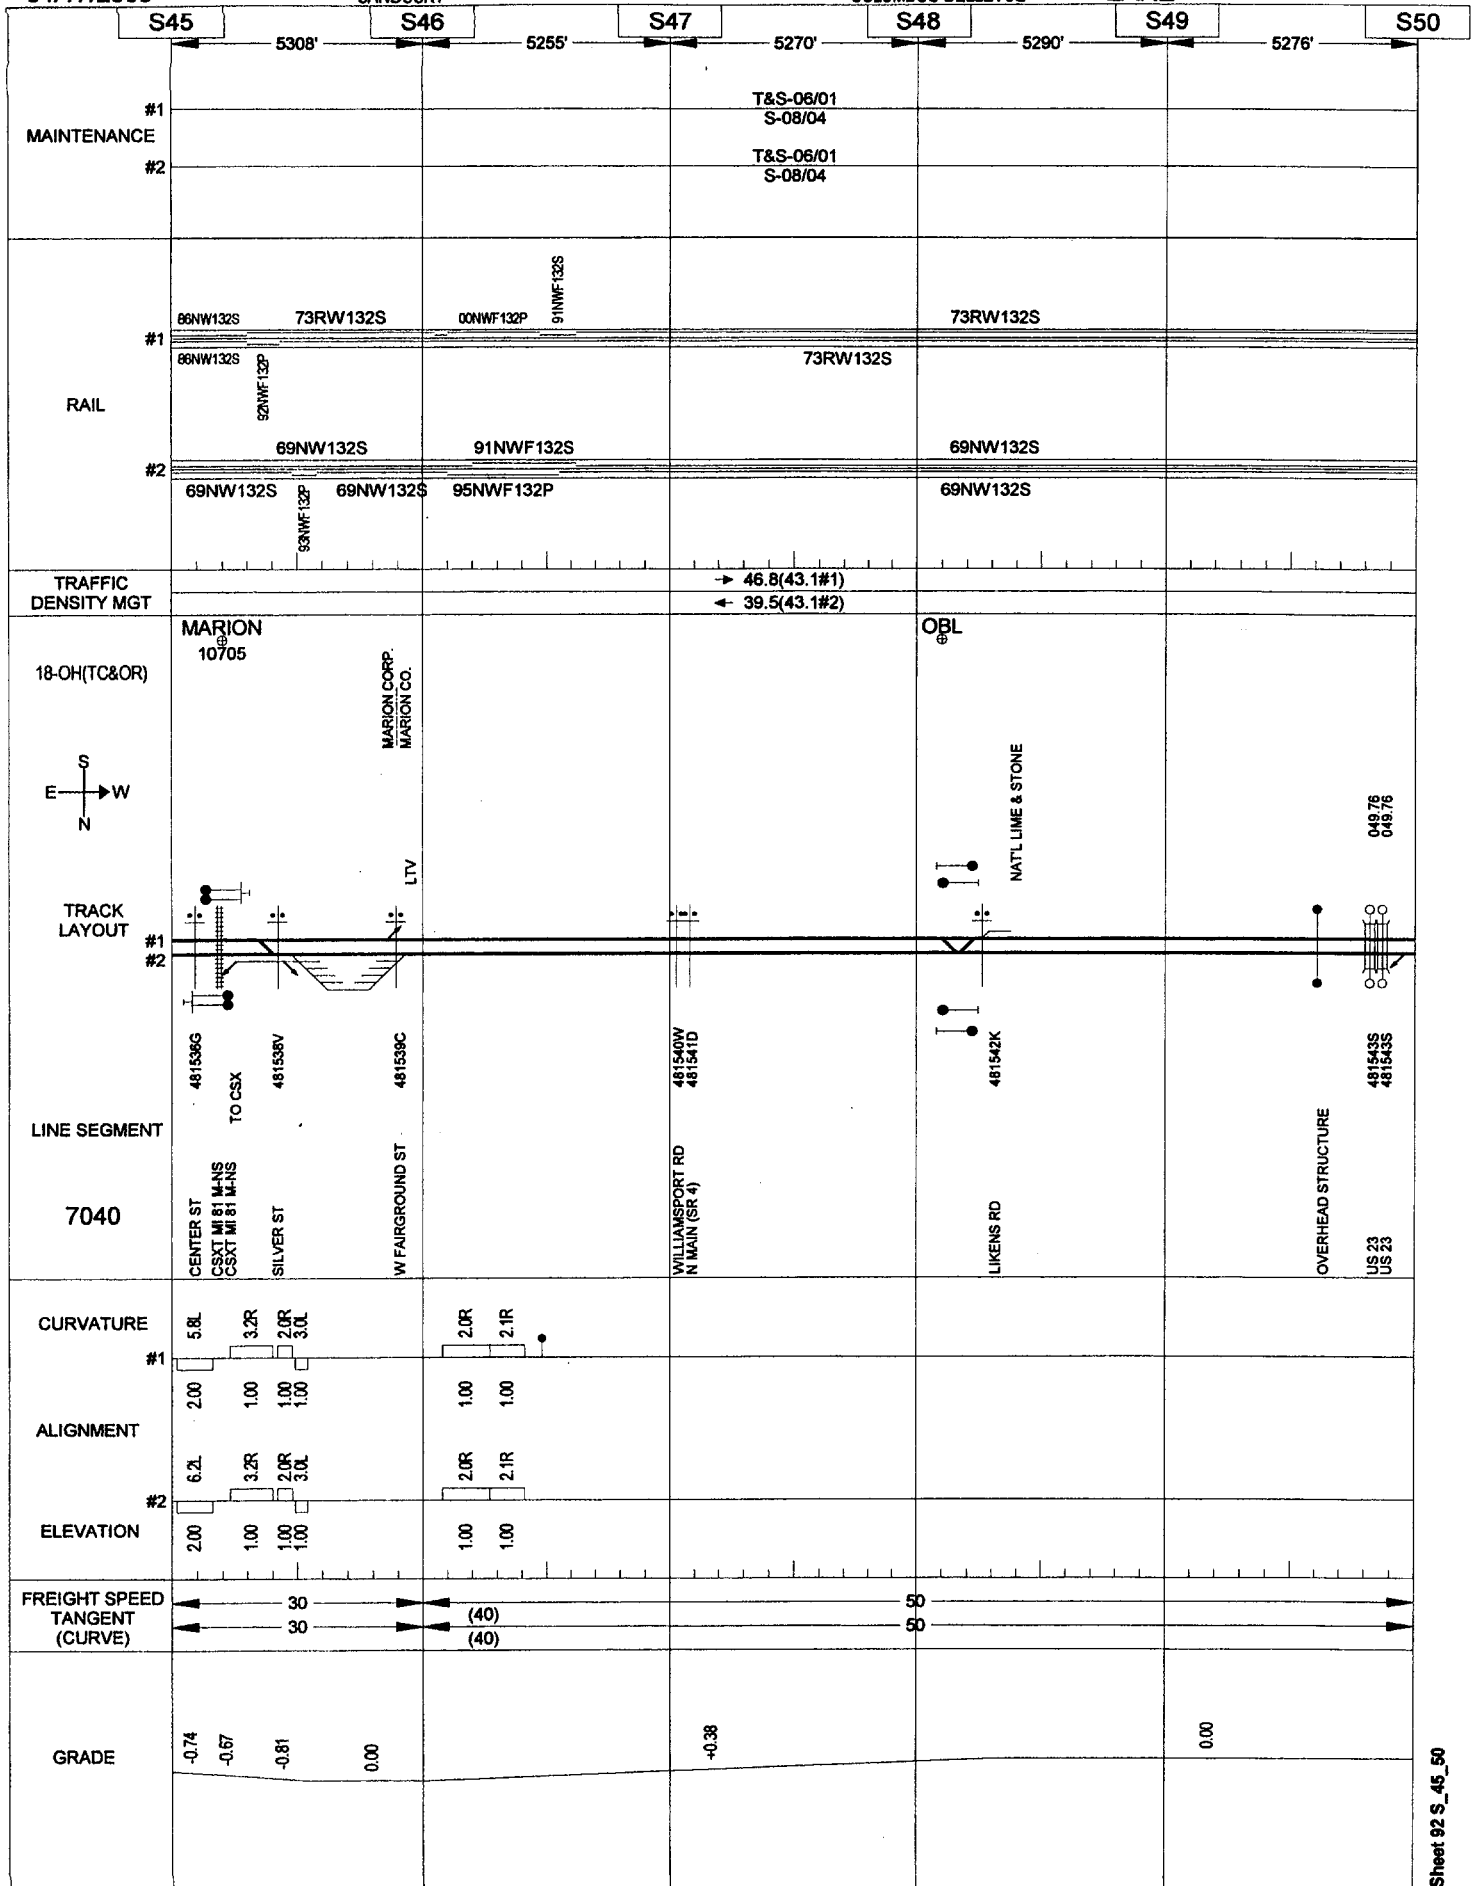 S45 S46 S47 S48 S49 S50
5308' 5255' 5270' 5290' 5276'
MAINTENANCE
#1
T&S-06/01
S-08/04
#2
T&S-06/01
S-08/04
RAIL
86NW132S 73RW132S 00NWF132P 91NWF132S 73RW132S
#1
86NW132S 92NWF132P 73RW132S
69NW132S 91NWF132S 69NW132S
#2
69NW132S 93NWF132P 69NW132S 95NWF132P 69NW132S
TRAFFIC
DENSITY MGT
46.8(43.1#1)
39.5(43.1#2)
MARION
10705
OBL
18-OH(TC&OR)
MARION CORP.
MARION CO.
S
E W
N
LTV
NAT'L LIME & STONE
049.76
049.76
TRACK
LAYOUT
#1
#2
481536G
TO CSX
481538V
481539C
481540W
481541D
481542K
481543S
481543S
LINE SEGMENT
7040
CENTER ST
CSXT MI 81 M-NS
CSXT MI 81 M-NS
SILVER ST
W FAIRGROUND ST
WILLIAMSPORT RD
N MAIN (SR 4)
LIKENS RD
OVERHEAD STRUCTURE
US 23
US 23
CURVATURE
5.8L 3.2R 2.0R 3.0L 2.0R 2.1R
#1
2.00 1.00 1.00 1.00 1.00 1.00
ALIGNMENT
6.2L 3.2R 2.0R 3.0L 2.0R 2.1R
#2
ELEVATION
2.00 1.00 1.00 1.00 1.00 1.00
FREIGHT SPEED
TANGENT
(CURVE)
30 (40) 50
30 (40) 50
GRADE
-0.74 -0.67 -0.81 0.00 +0.38 0.00
Sheet 92 S_45_50